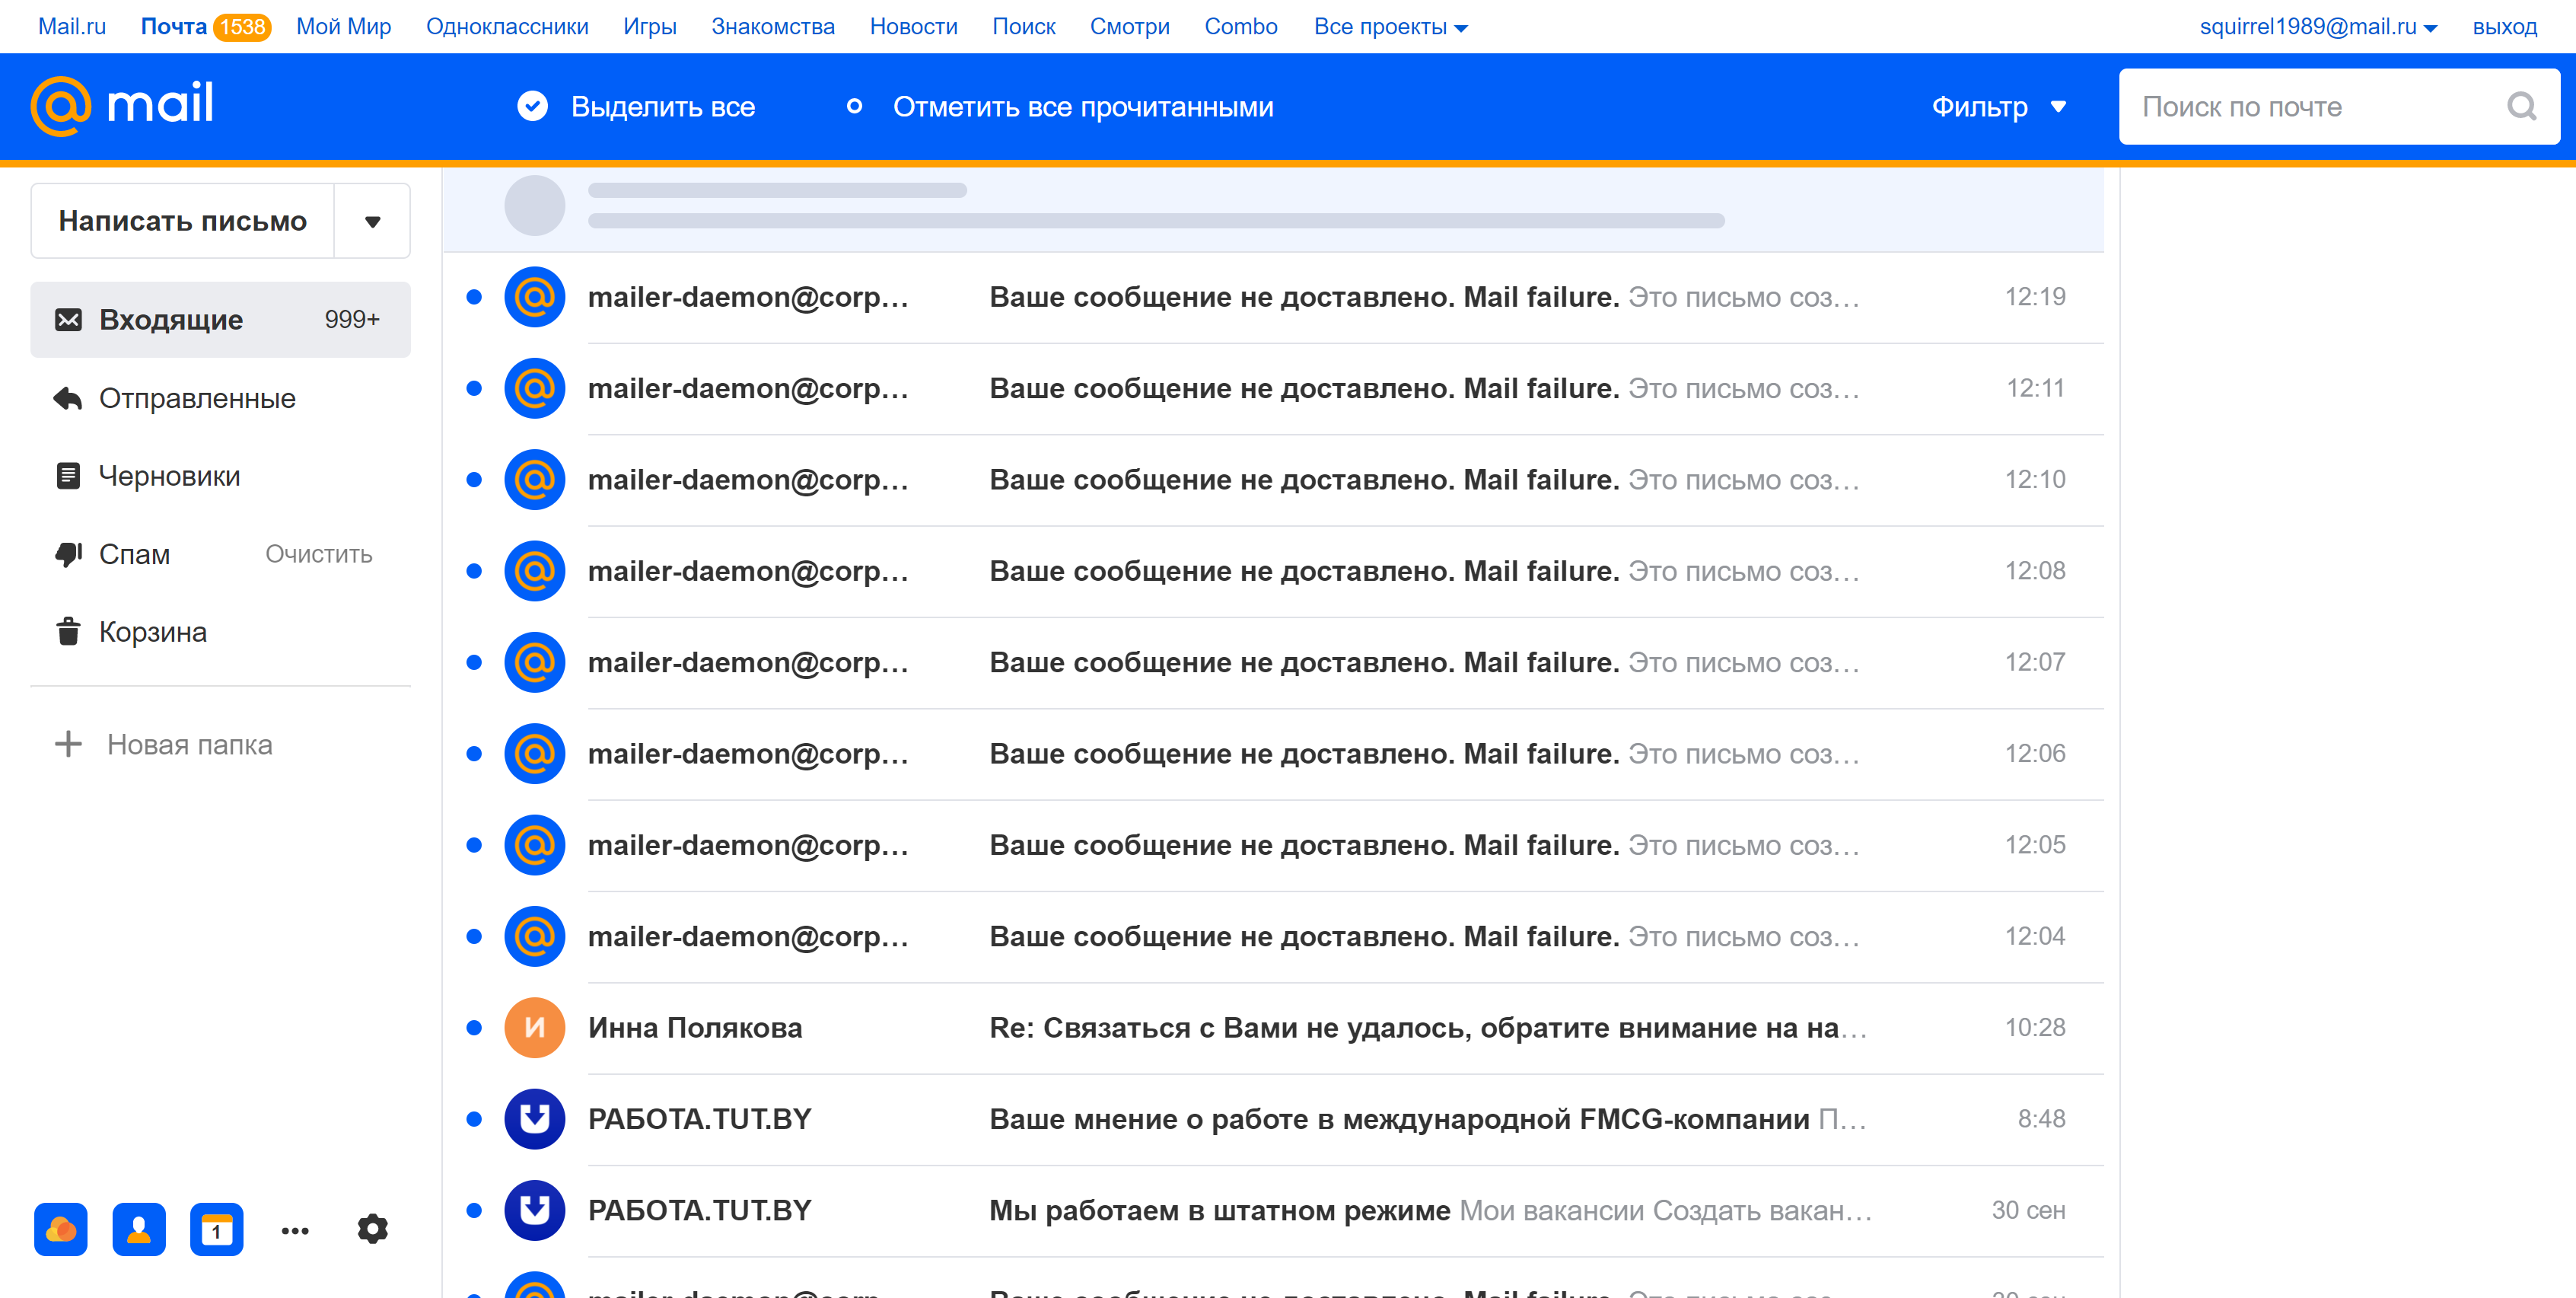 Mail.ru Почта 1538 Мой Мир Одноклассники Игры Знакомства Новости Поиск Смотри Combo Все проекты squirrel1989@mail.ru выход
@mail Выделить все Отметить все прочитанными Фильтр Поиск по почте
Написать письмо
Входящие 999+
Отправленные
Черновики
Спам Очистить
Корзина
Новая папка
1
mailer-daemon@corp… Ваше сообщение не доставлено. Mail failure. Это письмо соз… 12:19
mailer-daemon@corp… Ваше сообщение не доставлено. Mail failure. Это письмо соз… 12:11
mailer-daemon@corp… Ваше сообщение не доставлено. Mail failure. Это письмо соз… 12:10
mailer-daemon@corp… Ваше сообщение не доставлено. Mail failure. Это письмо соз… 12:08
mailer-daemon@corp… Ваше сообщение не доставлено. Mail failure. Это письмо соз… 12:07
mailer-daemon@corp… Ваше сообщение не доставлено. Mail failure. Это письмо соз… 12:06
mailer-daemon@corp… Ваше сообщение не доставлено. Mail failure. Это письмо соз… 12:05
mailer-daemon@corp… Ваше сообщение не доставлено. Mail failure. Это письмо соз… 12:04
И Инна Полякова Re: Связаться с Вами не удалось, обратите внимание на на… 10:28
РАБОТА.TUT.BY Ваше мнение о работе в международной FMCG-компании П… 8:48
РАБОТА.TUT.BY Мы работаем в штатном режиме Мои вакансии Создать вакан… 30 сен